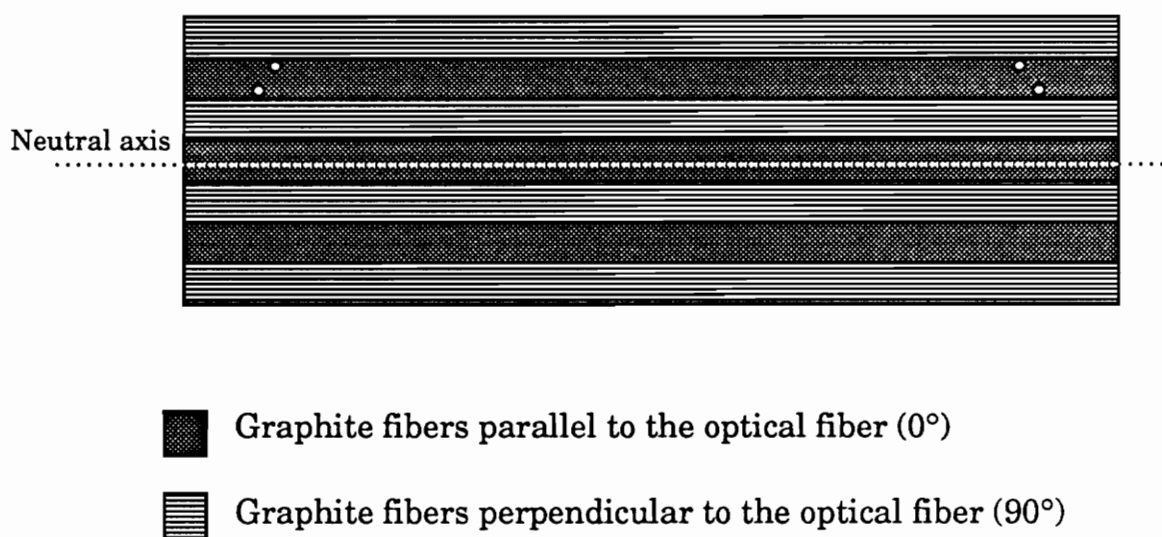 Neutral axis
Graphite fibers parallel to the optical fiber (0°)
Graphite fibers perpendicular to the optical fiber (90°)